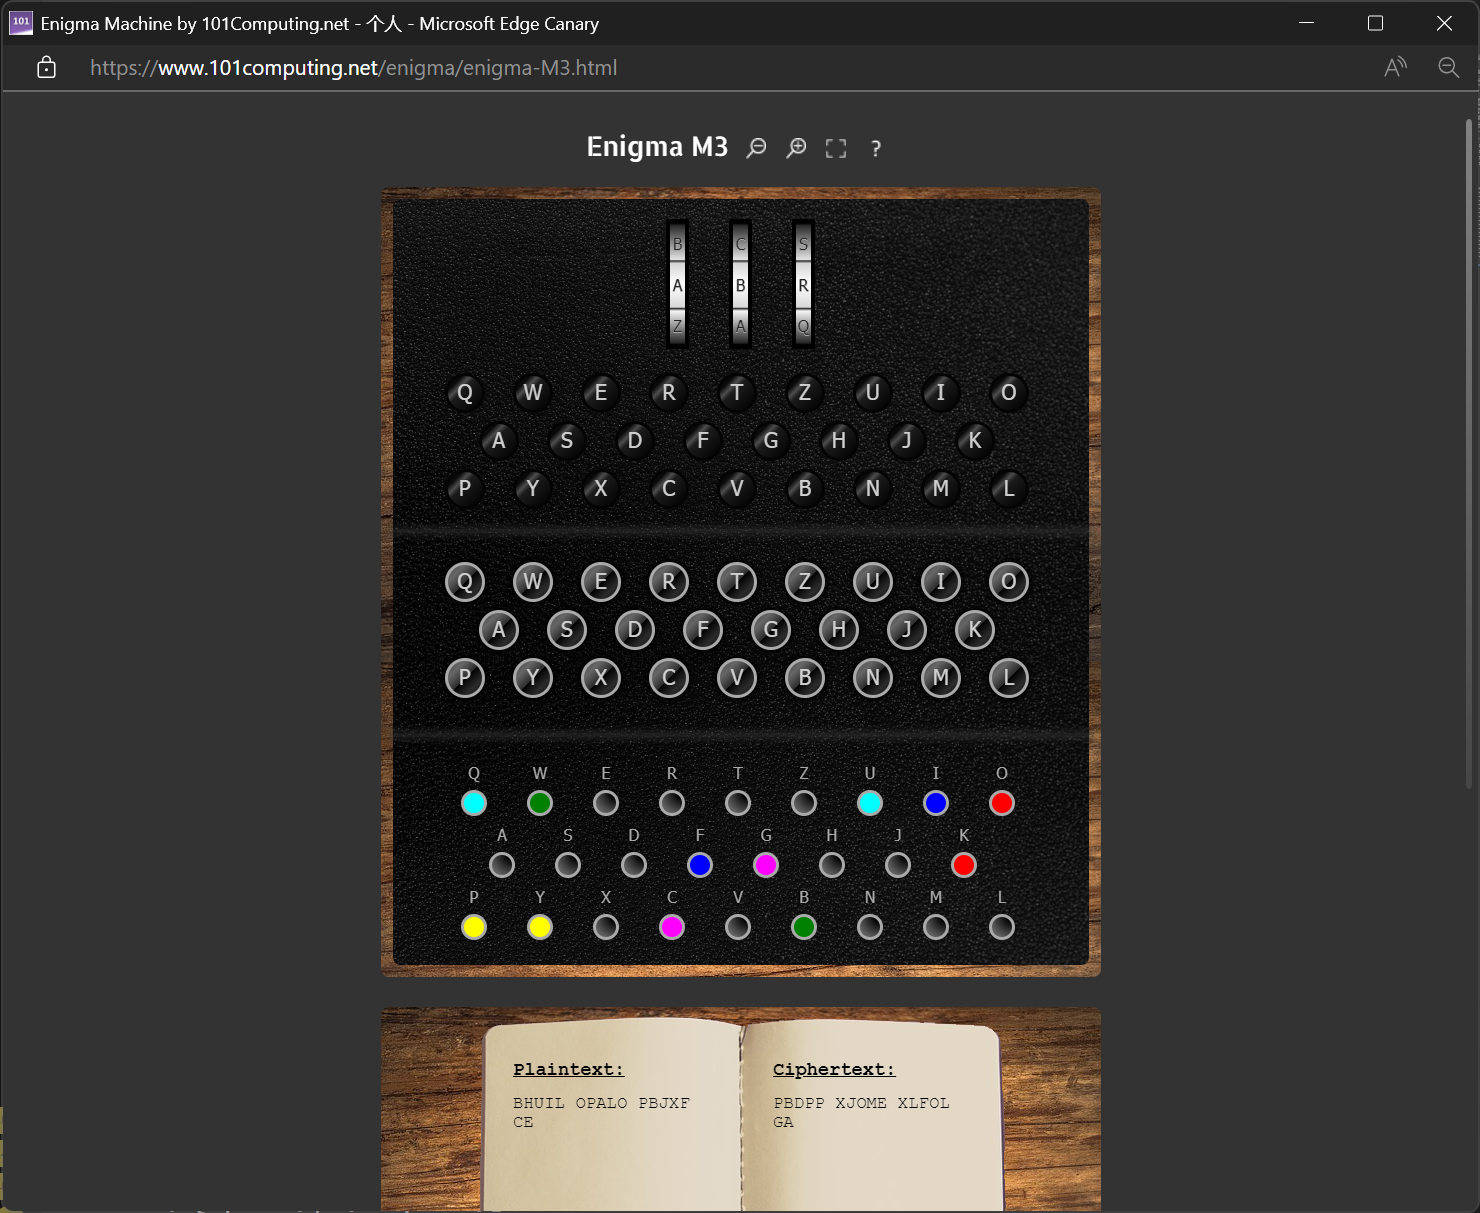 101 Enigma Machine by 101Computing.net - 个人 - Microsoft Edge Canary
https://www.101computing.net/enigma/enigma-M3.html
Enigma M3 ?
B C S
A B R
Z A Q
Q W E R T Z U I O
A S D F G H J K
P Y X C V B N M L
Q W E R T Z U I O
A S D F G H J K
P Y X C V B N M L
Q W E R T Z U I O
A S D F G H J K
P Y X C V B N M L
Plaintext:
BHUIL OPALO PBJXF
CE
Ciphertext:
PBDPP XJOME XLFOL
GA